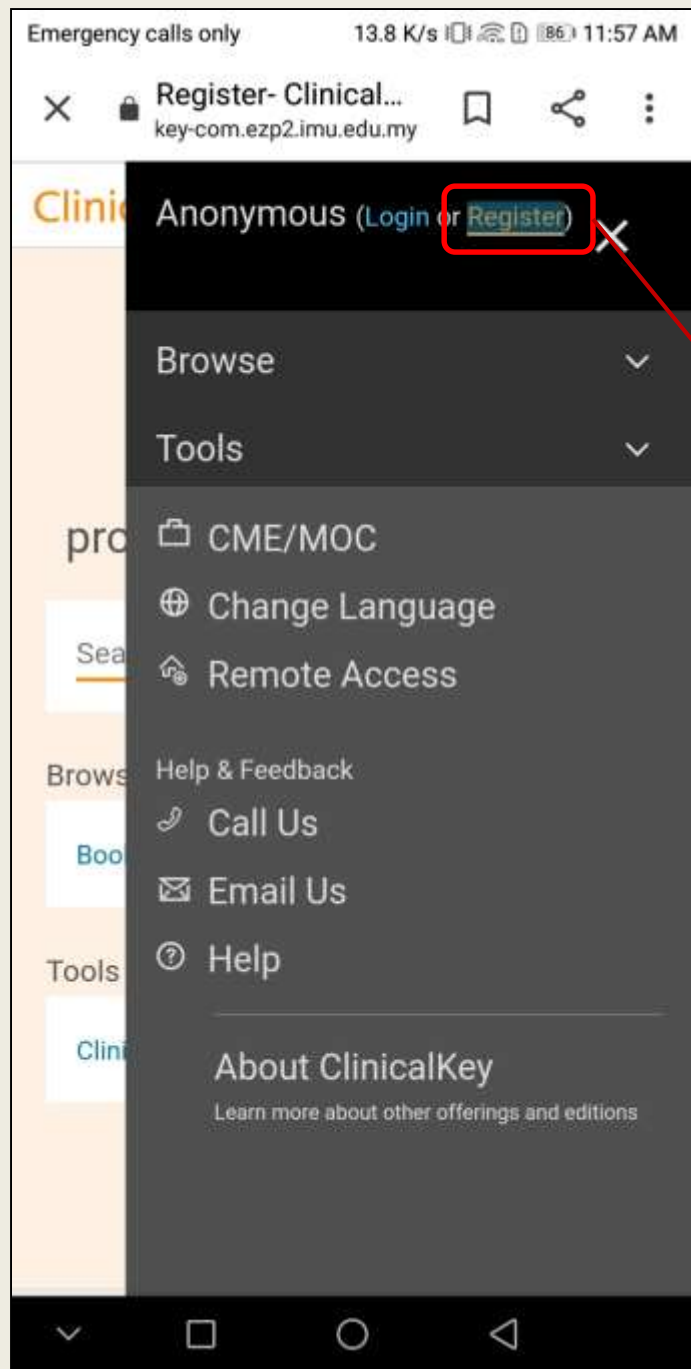 Emergency calls only 13.8 K/s 86 11:57 AM
Register- Clinical...
key-com.ezp2.imu.edu.my
Clinic
Anonymous (Login or Register)
Browse
Tools
pro
CME/MOC
Change Language
Sea
Remote Access
Brows
Help & Feedback
Call Us
Boo
Email Us
Tools
Help
Clini
About ClinicalKey
Learn more about other offerings and editions